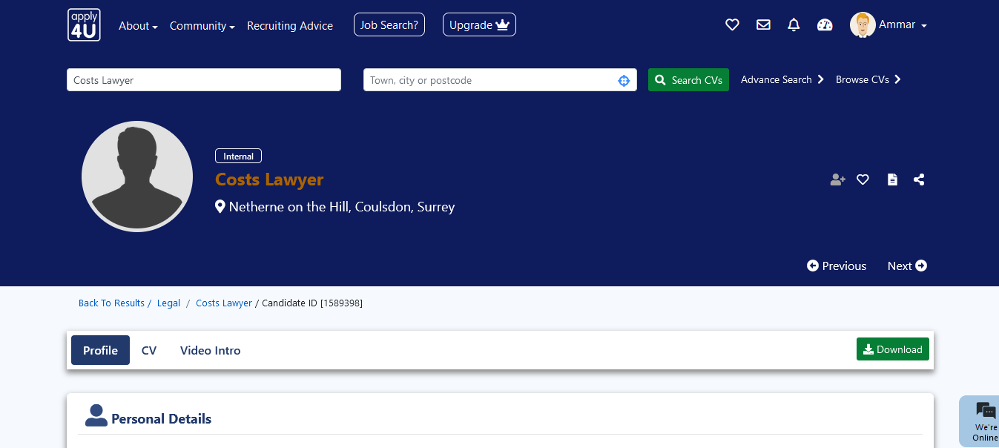 apply
4U
About
Community
Recruiting Advice
Job Search?
Upgrade
Ammar
Costs Lawyer
Town, city or postcode
Search CVs
Advance Search
Browse CVs
Internal
Costs Lawyer
Netherne on the Hill, Coulsdon, Surrey
Previous
Next
Back To Results / Legal / Costs Lawyer / Candidate ID [1589398]
Profile
CV
Video Intro
Download
Personal Details
We're
Online